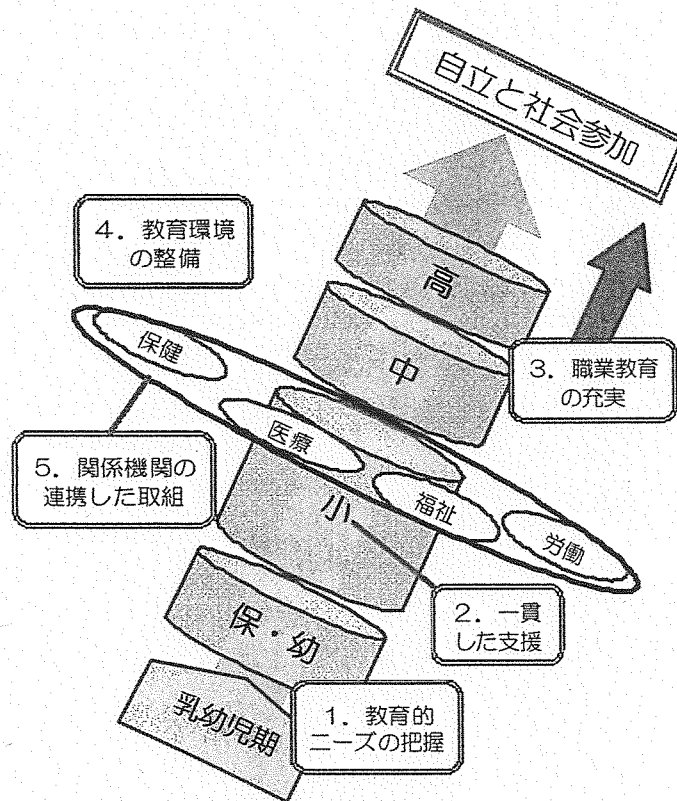 自立と社会参加
4．教育環境
の整備
高
中
保健
3．職業教育
の充実
医療
5．関係機関の
連携した取組
小
福祉
労働
2．一貫
した支援
保・幼
1．教育的
ニーズの把握
乳幼児期